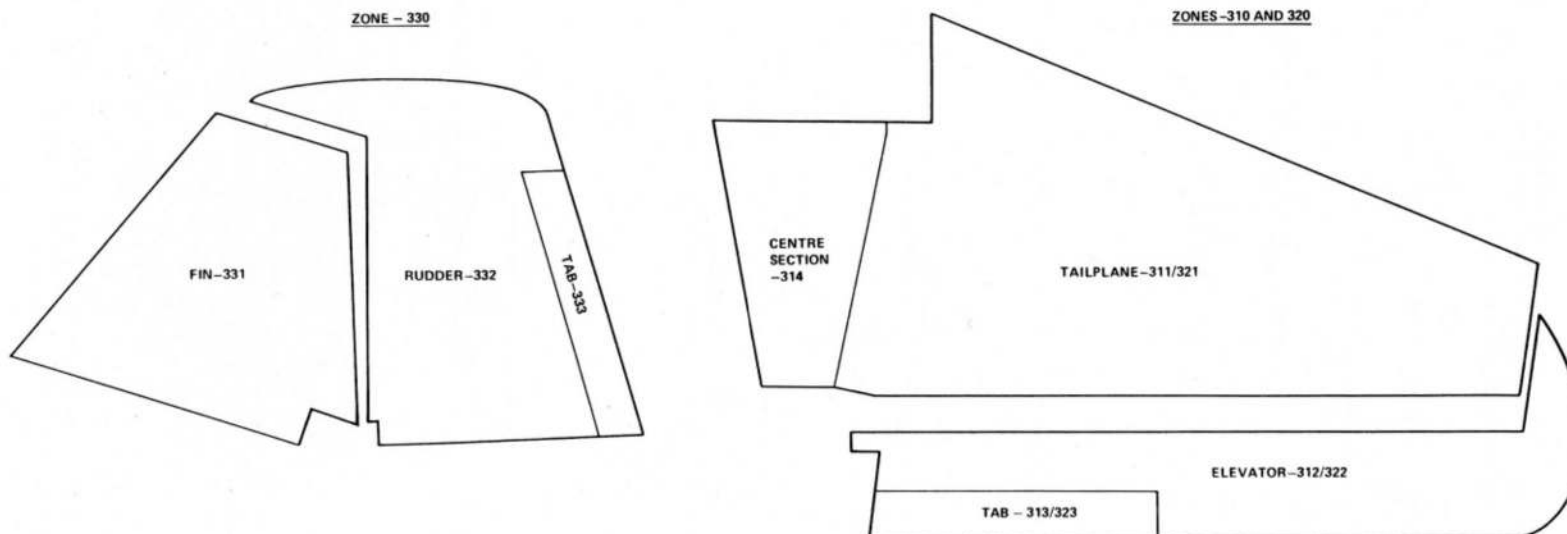 ZONE – 330
FIN–331
RUDDER–332
TAB–333
ZONES–310 AND 320
CENTRE
SECTION
–314
TAILPLANE–311/321
ELEVATOR–312/322
TAB – 313/323